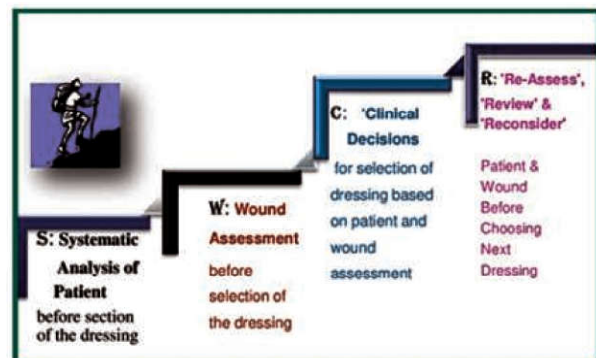 S: Systematic
Analysis of
Patient
before section
of the dressing
W: Wound
Assessment
before
selection of
the dressing
C: 'Clinical
Decisions
for selection of
dressing based
on patient and
wound
assessment
R: 'Re-Assess',
'Review' &
'Reconsider'
Patient &
Wound
Before
Choosing
Next
Dressing